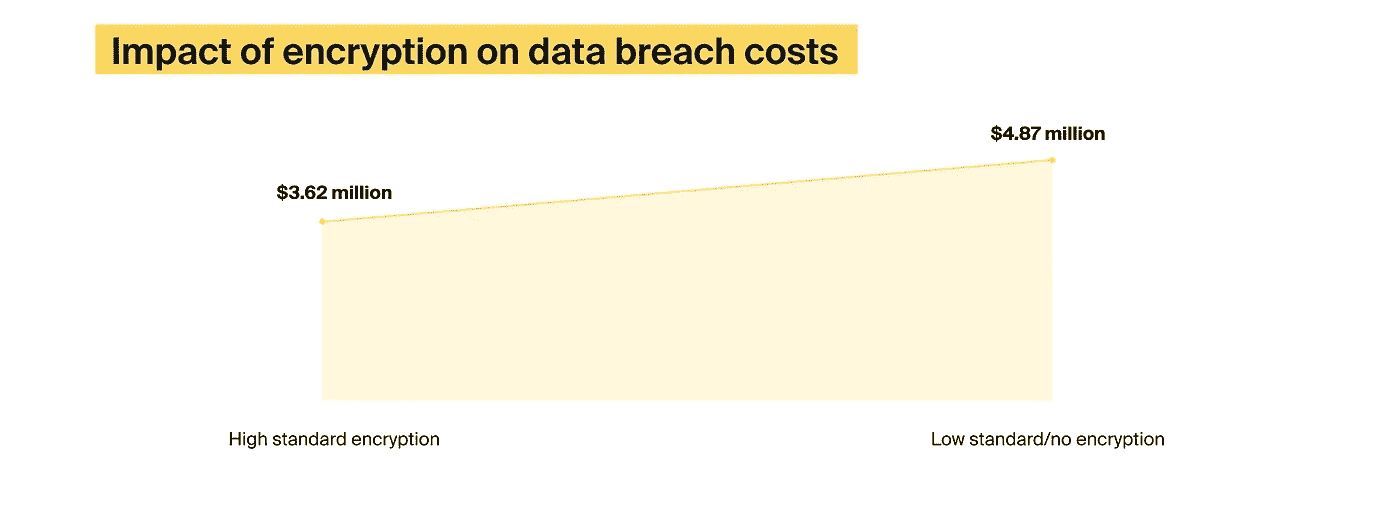 Impact of encryption on data breach costs
$4.87 million
$3.62 million
High standard encryption
Low standard/no encryption